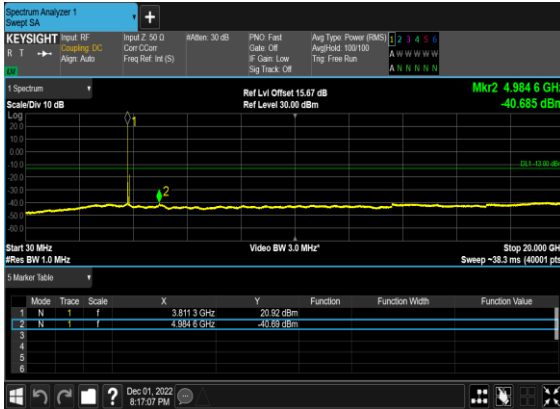 Spectrum Analyzer 1
Swept SA
+
KEYSIGHT
R T
Input: RF
Coupling: DC
Align: Auto
Input Z: 50 Ω
Corr CCorr
Freq Ref: Int (S)
#Atten: 30 dB
PNO: Fast
Gate: Off
IF Gain: Low
Sig Track: Off
Avg Type: Power (RMS)
Avg|Hold: 100/100
Trig: Free Run
1 2 3 4 5 6
A W W W W W
A N N N N N
1 Spectrum
Scale/Div 10 dB
Ref Lvl Offset 15.67 dB
Ref Level 30.00 dBm
Mkr2 4.984 6 GHz
-40.685 dBm
Log
20.0
10.0
0.00
-10.0
-20.0
-30.0
-40.0
-50.0
-60.0
1
2
DL1 -13.00 dBm
Start 30 MHz
#Res BW 1.0 MHz
Video BW 3.0 MHz*
Stop 20.000 GH
Sweep ~38.3 ms (40001 pts
5 Marker Table
Mode Trace Scale X Y Function Function Width Function Value
1 N 1 f 3.811 3 GHz 20.92 dBm
2 N 1 f 4.984 6 GHz -40.69 dBm
3
4
5
6
?
Dec 01, 2022
8:17:07 PM